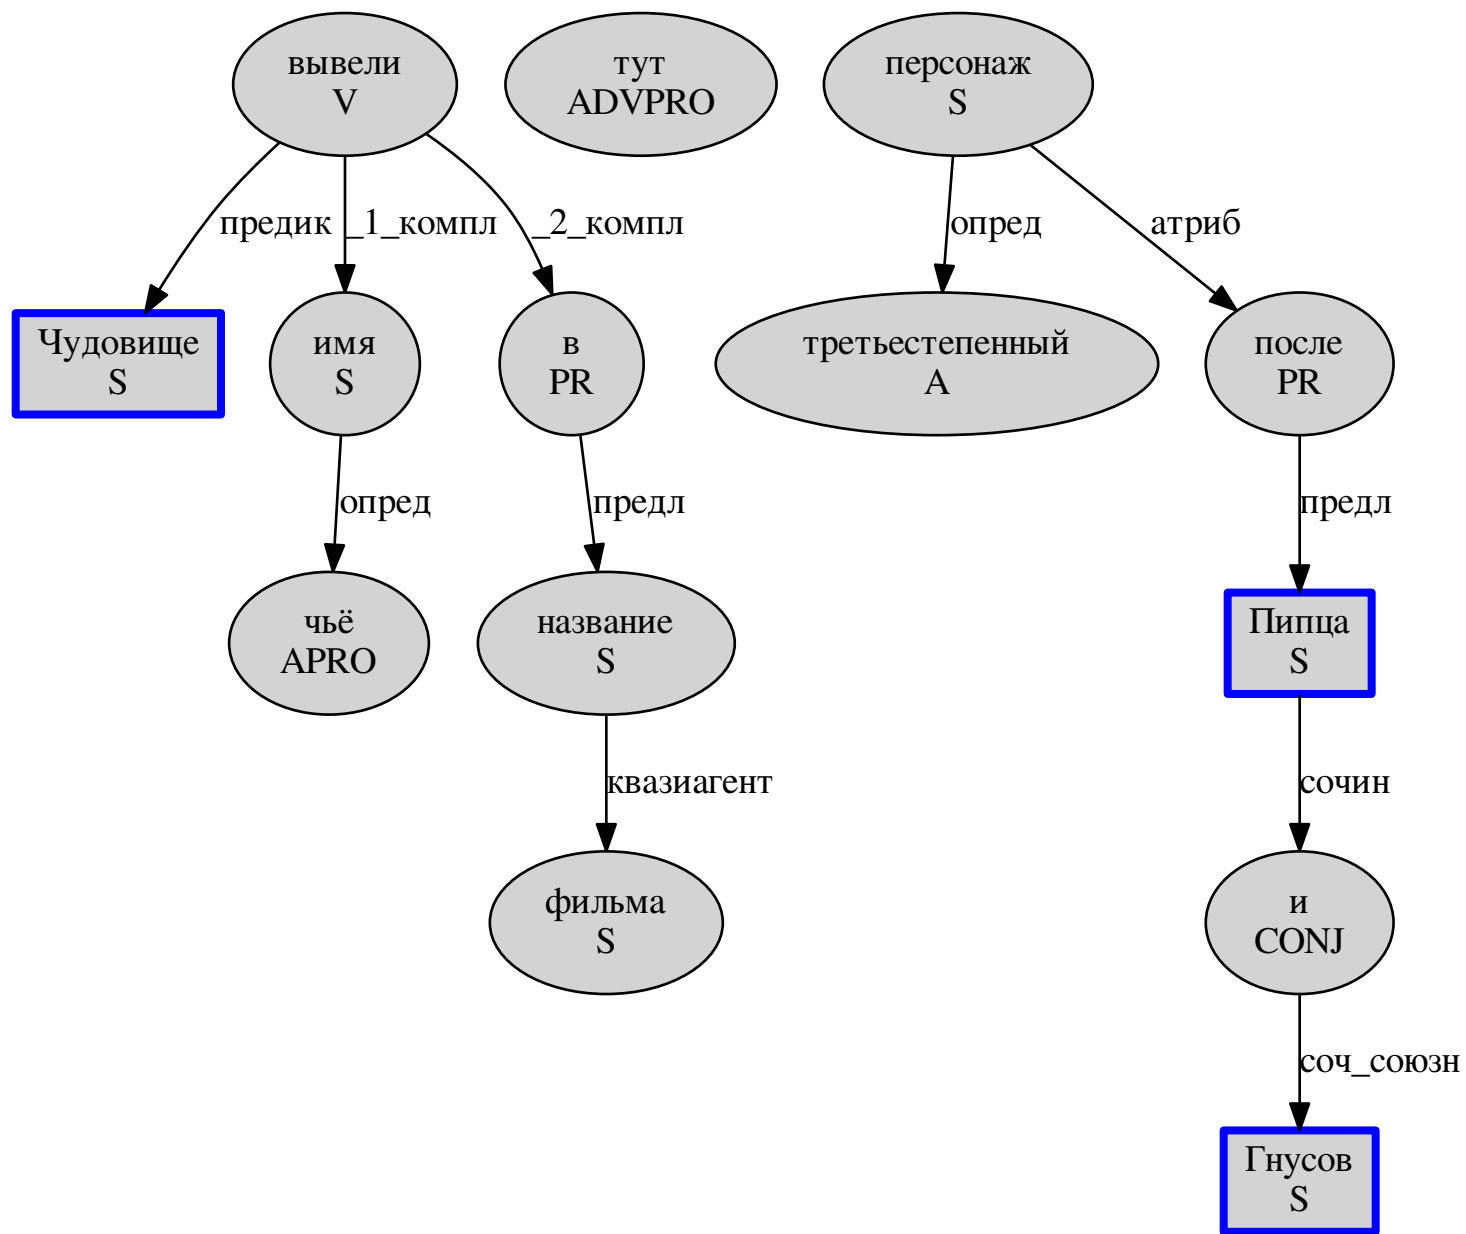 вывели
V
тут
ADVPRO
персонаж
S
предик
_1_компл
_2_компл
опред
атриб
Чудовище
S
имя
S
в
PR
третьестепенный
A
после
PR
опред
предл
предл
чьё
APRO
название
S
Пипца
S
квазиагент
сочин
фильма
S
и
CONJ
соч_союзн
Гнусов
S